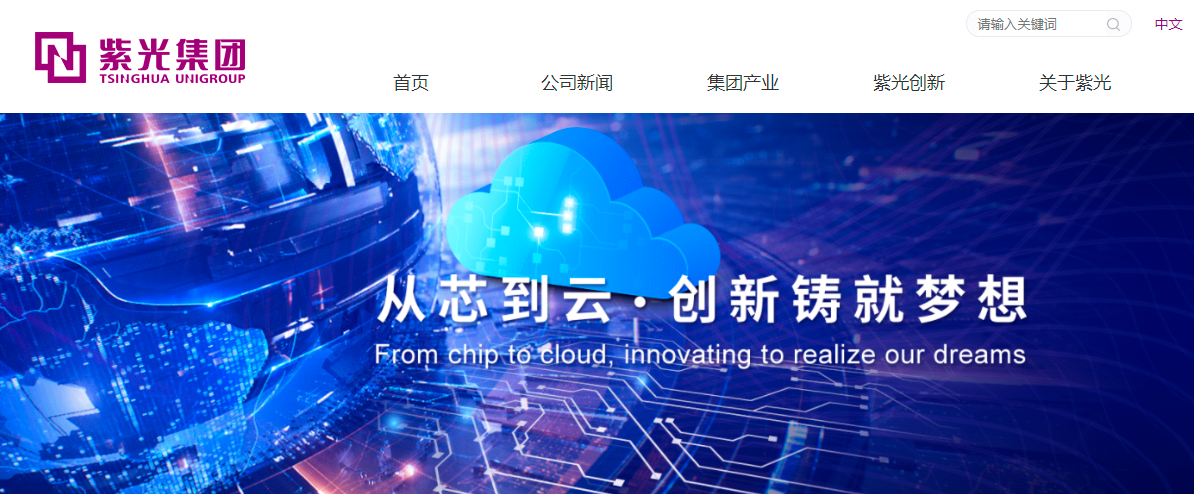 请输入关键词
中文
紫光集团
TSINGHUA UNIGROUP
首页
公司新闻
集团产业
紫光创新
关于紫光
从芯到云·创新铸就梦想
From chip to cloud, innovating to realize our dreams